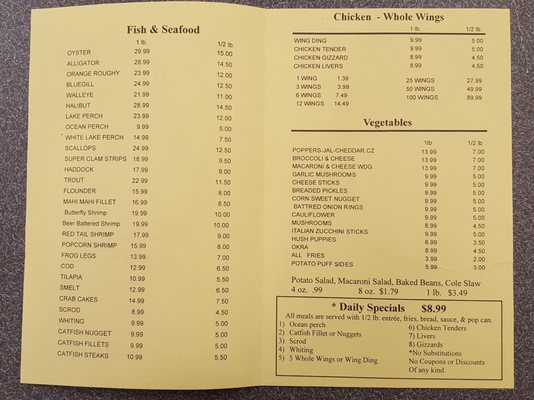 Fish & Seafood
1 lb. 1/2 lb.
OYSTER 29.99 15.00
ALLIGATOR 28.99 14.50
ORANGE ROUGHY 23.99 12.00
BLUEGILL 24.99 12.50
WALLEYE 21.99 11.00
HALIBUT 28.99 14.50
LAKE PERCH 23.99 12.00
OCEAN PERCH 9.99 5.00
* WHITE LAKE PERCH 14.99 7.50
SCALLOPS 24.99 12.50
SUPER CLAM STRIPS 18.99 9.50
HADDOCK 17.99 9.00
TROUT 22.99 11.50
FLOUNDER 15.99 8.00
MAHI MAHI FILLET 16.99 8.50
Butterfly Shrimp 19.99 10.00
Beer Battered Shrimp 19.99 10.00
RED TAIL SHRIMP 17.99 9.00
POPCORN SHRIMP 15.99 8.00
FROG LEGS 13.99 7.00
COD 12.99 6.50
TILAPIA 10.99 5.50
SMELT 12.99 6.50
CRAB CAKES 14.99 7.50
SCROD 8.99 4.50
WHITING 9.99 5.00
CATFISH NUGGET 9.99 5.00
CATFISH FILLETS 9.99 5.00
CATFISH STEAKS 10.99 5.50
Chicken - Whole Wings
1 lb. 1/2 lb.
WING DING 9.99 5.00
CHICKEN TENDER 9.99 5.00
CHICKEN GIZZARD 8.99 4.50
CHICKEN LIVERS 8.99 4.50
1 WING 1.39 25 WINGS 27.99
3 WINGS 3.99 50 WINGS 49.99
6 WINGS 7.49 100 WINGS 89.99
12 WINGS 14.49
Vegetables
1lb 1/2 lb.
POPPERS-JAL-CHEDDAR.CZ 13.99 7.00
BROCCOLI & CHEESE 13.99 7.00
MACARONI & CHEESE WDG. 13.99 7.00
GARLIC MUSHROOMS 9.99 5.00
CHEESE STICKS 9.99 5.00
BREADED PICKLES 9.99 5.00
CORN SWEET NUGGET 9.99 5.00
BATTRED ONION RINGS 9.99 5.00
CAULIFLOWER 9.99 5.00
MUSHROOMS 9.99 5.00
ITALIAN ZUCCHINI STICKS 9.99 5.00
HUSH PUPPIES 6.99 3.50
OKRA 8.99 4.50
ALL FRIES 3.99 2.00
POTATO PUFF SIDES 5.99 3.00
Potato Salad, Macaroni Salad, Baked Beans, Cole Slaw
4 oz. .99 8 oz. $1.79 1 lb. $3.49
* Daily Specials $8.99
All meals are served with 1/2 lb. entrée, fries, bread, sauce, & pop can.
1) Ocean perch 6) Chicken Tenders
2) Catfish Fillet or Nuggets 7) Livers
3) Scrod 8) Gizzards
4) Whiting *No Substitutions
5) 5 Whole Wings or Wing Ding No Coupons or Discounts
Of any kind.